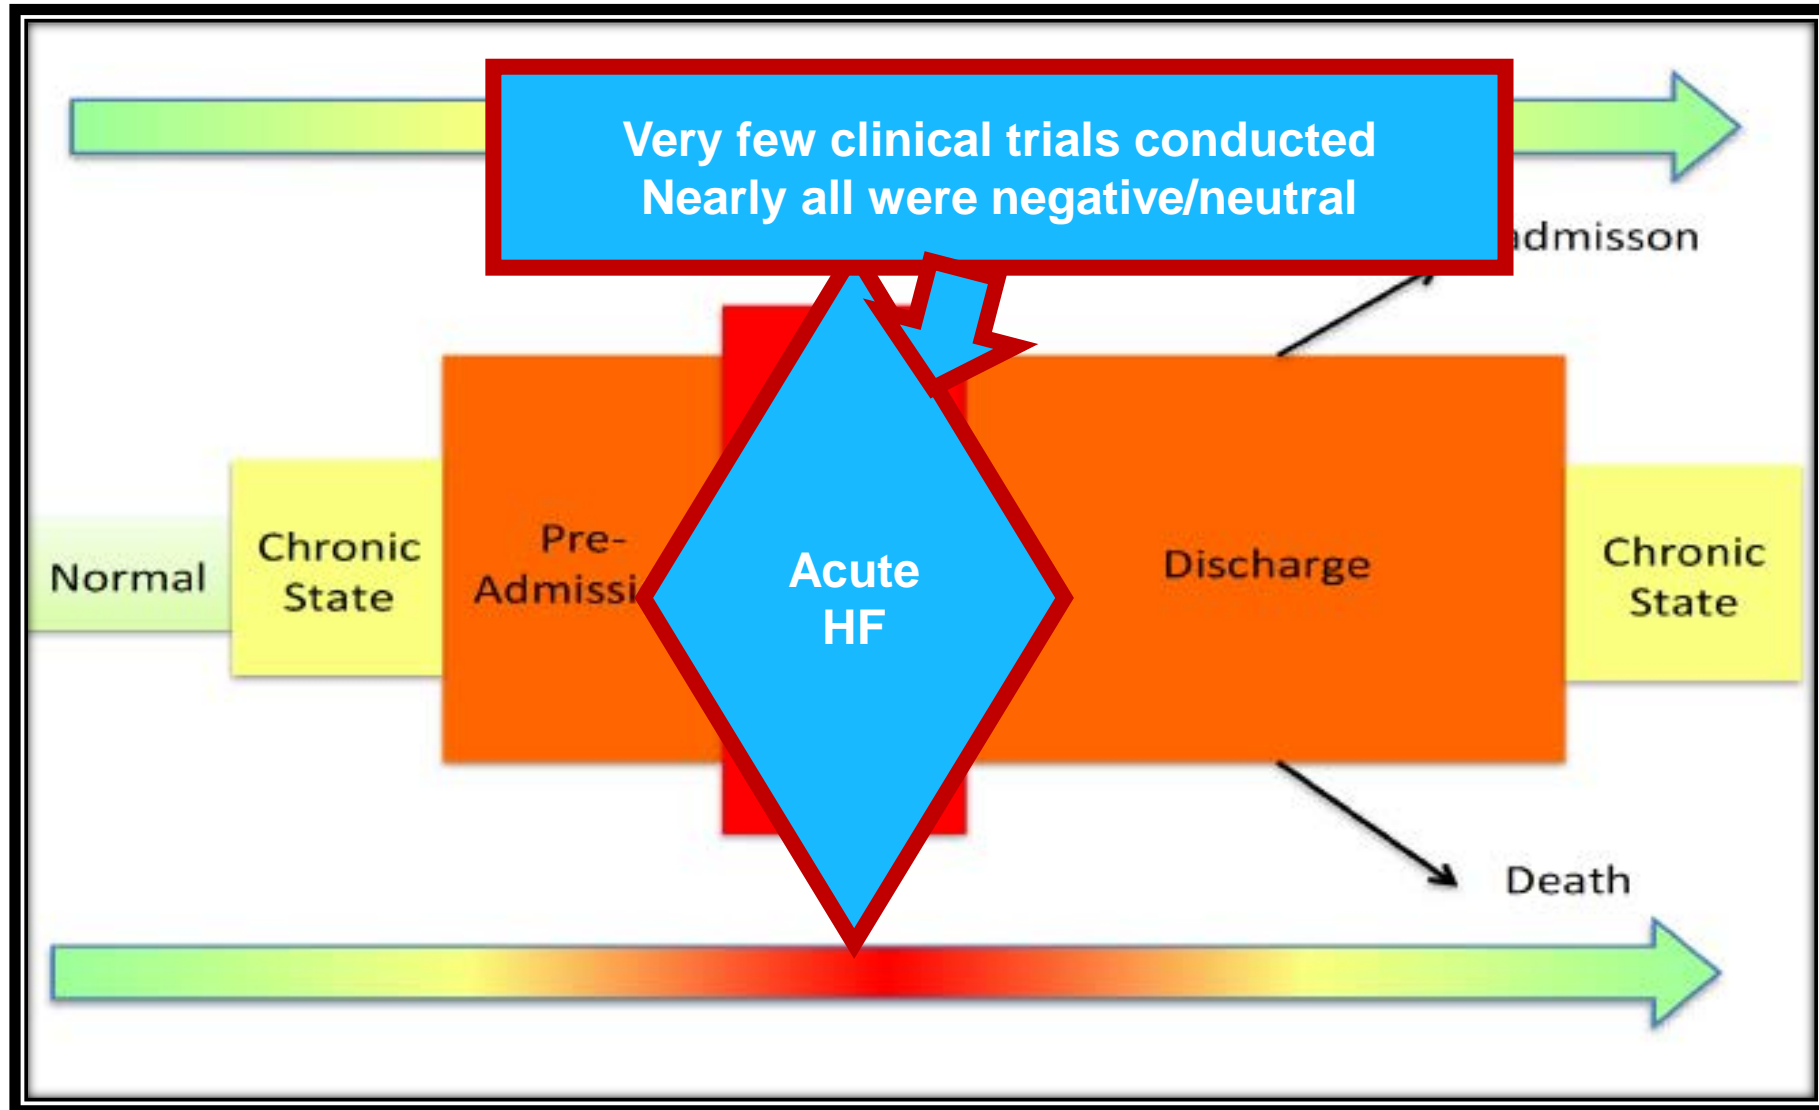 Very few clinical trials conducted
Nearly all were negative/neutral
admisson
Normal
Chronic
State
Pre-
Admissi
Acute
HF
Discharge
Chronic
State
Death